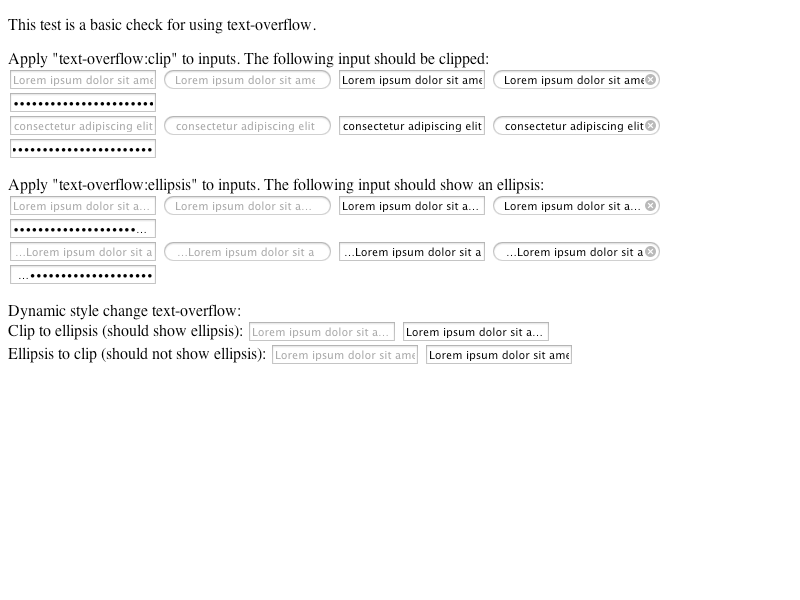 This test is a basic check for using text-overflow.
Apply "text-overflow:clip" to inputs. The following input should be clipped:
Lorem ipsum dolor sit ame Lorem ipsum dolor sit ame Lorem ipsum dolor sit ame Lorem ipsum dolor sit ame
••••••••••••••••••••••••
consectetur adipiscing elit consectetur adipiscing elit consectetur adipiscing elit consectetur adipiscing elit
••••••••••••••••••••••••
Apply "text-overflow:ellipsis" to inputs. The following input should show an ellipsis:
Lorem ipsum dolor sit a... Lorem ipsum dolor sit a... Lorem ipsum dolor sit a... Lorem ipsum dolor sit a...
••••••••••••••••••••...
...Lorem ipsum dolor sit a ...Lorem ipsum dolor sit a ...Lorem ipsum dolor sit a ...Lorem ipsum dolor sit a
...••••••••••••••••••••
Dynamic style change text-overflow:
Clip to ellipsis (should show ellipsis): Lorem ipsum dolor sit a... Lorem ipsum dolor sit a...
Ellipsis to clip (should not show ellipsis): Lorem ipsum dolor sit ame Lorem ipsum dolor sit ame